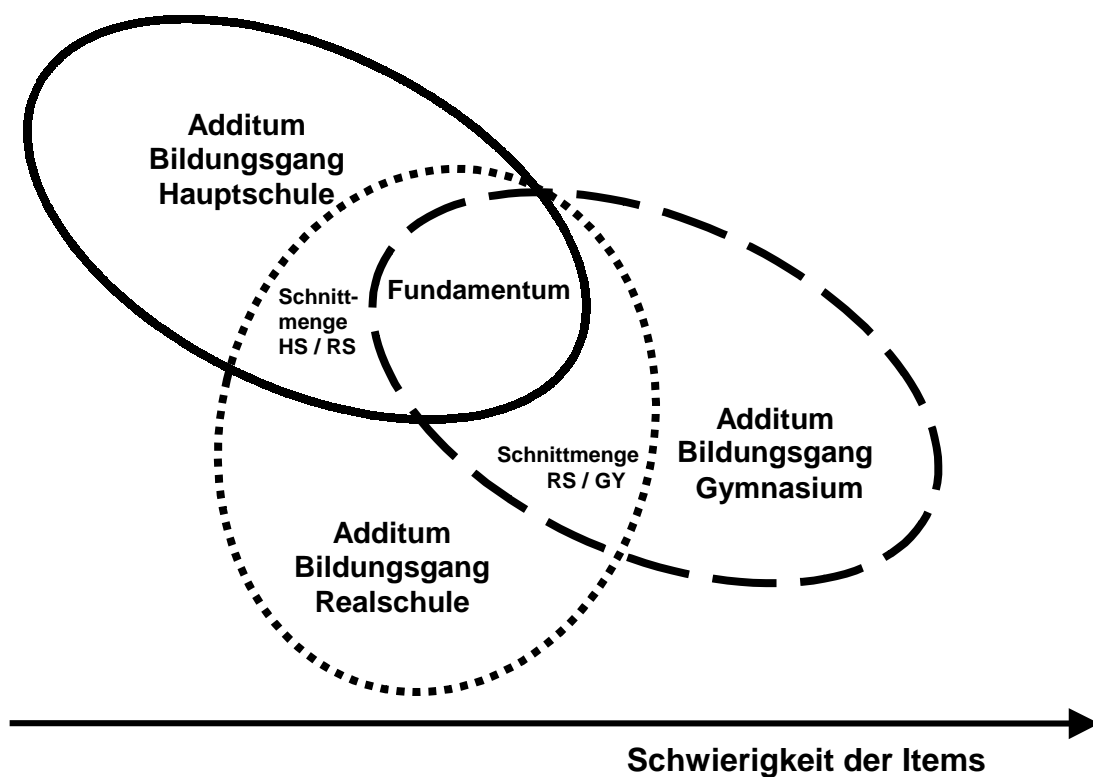 Additum
Bildungsgang
Hauptschule
Schnitt-
menge
HS / RS
Fundamentum
Schnittmenge
RS / GY
Additum
Bildungsgang
Gymnasium
Additum
Bildungsgang
Realschule
Schwierigkeit der Items